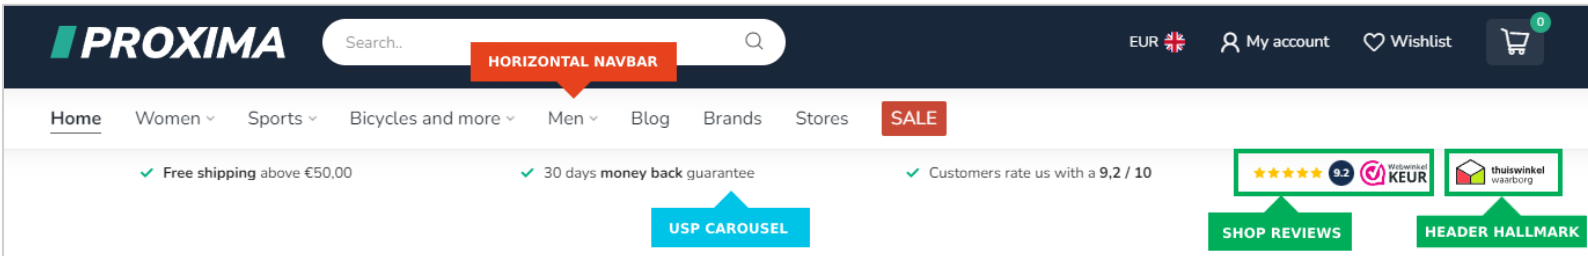 PROXIMA
Search..
EUR
My account
Wishlist
0
HORIZONTAL NAVBAR
Home Women Sports Bicycles and more Men Blog Brands Stores SALE
Free shipping above €50,00
30 days money back guarantee
Customers rate us with a 9,2 / 10
9.2
Webwinkel
KEUR
thuiswinkel
waarborg
USP CAROUSEL
SHOP REVIEWS
HEADER HALLMARK